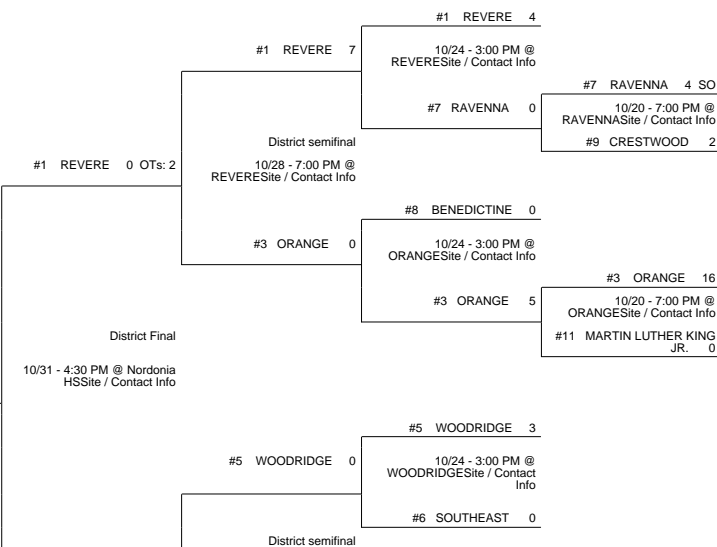 #1 REVERE 4
#1 REVERE 7
10/24 - 3:00 PM @
REVERESite / Contact Info
#7 RAVENNA 4 SO
#7 RAVENNA 0
10/20 - 7:00 PM @
RAVENNASite / Contact Info
District semifinal
#9 CRESTWOOD 2
#1 REVERE 0 OTs: 2
10/28 - 7:00 PM @
REVERESite / Contact Info
#8 BENEDICTINE 0
#3 ORANGE 0
10/24 - 3:00 PM @
ORANGESite / Contact Info
#3 ORANGE 16
#3 ORANGE 5
10/20 - 7:00 PM @
ORANGESite / Contact Info
District Final
#11 MARTIN LUTHER KING
JR. 0
10/31 - 4:30 PM @ Nordonia
HSSite / Contact Info
#5 WOODRIDGE 3
#5 WOODRIDGE 0
10/24 - 3:00 PM @
WOODRIDGESite / Contact
Info
#6 SOUTHEAST 0
District semifinal